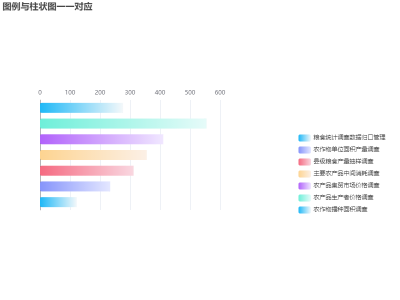 图例与柱状图一一对应
0 100 200 300 400 500 600
粮食统计调查数据归口管理
农作物单位面积产量调查
县级粮食产量抽样调查
主要农产品中间消耗调查
农产品集贸市场价格调查
农产品生产者价格调查
农作物播种面积调查